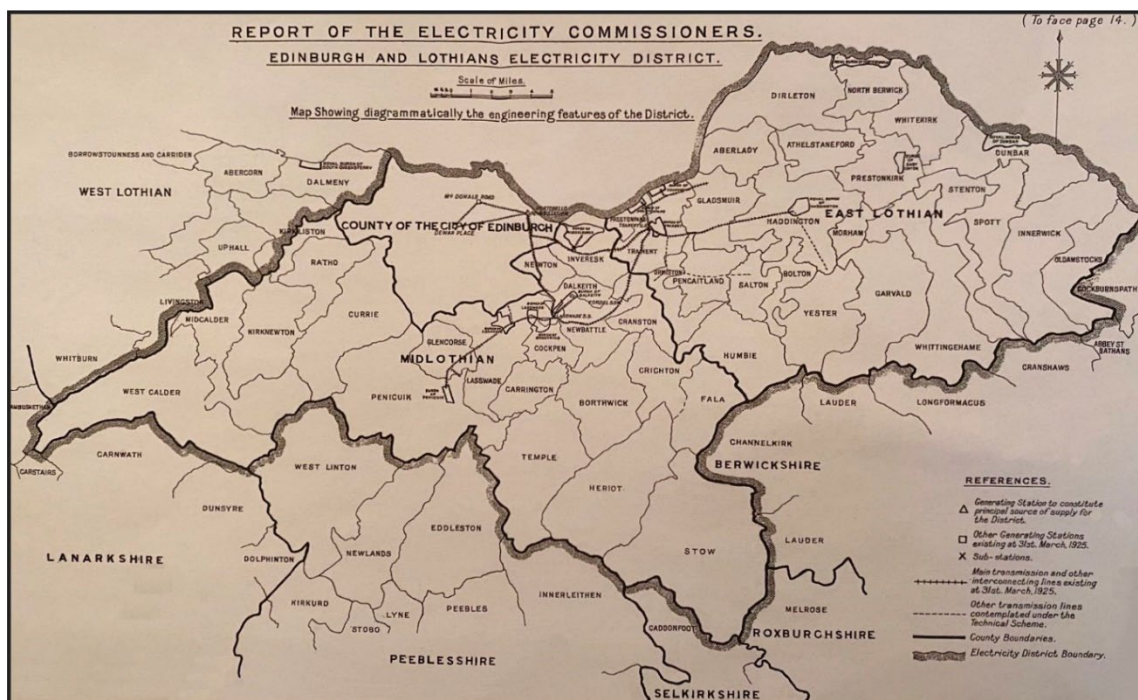 (To face page 14.)
REPORT OF THE ELECTRICITY COMMISSIONERS.
EDINBURGH AND LOTHIANS ELECTRICITY DISTRICT.
Scale of Miles.
Map Showing diagrammatically the engineering features of the District.
DIRLETON
NORTH BERWICK
WHITEKIRK
BORROWSTOUNNESS AND CARRIDEN
ABERCORN
DALMENY
WEST LOTHIAN
ABERLADY
ATHELSTANEFORD
PRESTONKIRK
DUNBAR
STENTON
GLADSMUIR
HADDINGTON
EAST LOTHIAN
SPOTT
INNERWICK
OLDHAMSTOCKS
COCKBURNSPATH
MORHAM
McDONALD ROAD
COUNTY OF THE CITY OF EDINBURGH
DEWAR PLACE
KIRKLISTON
UPHALL
RATHO
INVERESK
TRANENT
NEWTON
DALKEITH
ORMISTON
PENCAITLAND
SALTON
BOLTON
YESTER
GARVALD
WHITTINGEHAME
LIVINGSTON
MIDCALDER
KIRKNEWTON
CURRIE
GLENCORSE
MIDLOTHIAN
NEWBATTLE
CRANSTON
COCKPEN
LASSWADE
CARRINGTON
BORTHWICK
CRICHTON
HUMBIE
FALA
ABBEY ST BATHANS
CRANSHAWS
LONGFORMACUS
LAUDER
WHITBURN
WEST CALDER
PENICUIK
CARSTAIRS
CARNWATH
WEST LINTON
TEMPLE
HERIOT
CHANNELKIRK
BERWICKSHIRE
DUNSYRE
EDDLESTON
STOW
LAUDER
LANARKSHIRE
DOLPHINTON
NEWLANDS
KIRKURD
LYNE
STOBO
PEEBLES
INNERLEITHEN
CADDONFOOT
MELROSE
ROXBURGHSHIRE
PEEBLESSHIRE
SELKIRKSHIRE
REFERENCES.
Generating Station to constitute
principal source of supply for
the District.
Other Generating Stations
existing at 31st. March, 1925.
Sub-stations.
Main transmission and other
interconnecting lines existing
at 31st. March, 1925.
Other transmission lines
contemplated under the
Technical Scheme.
County Boundaries.
Electricity District Boundary.